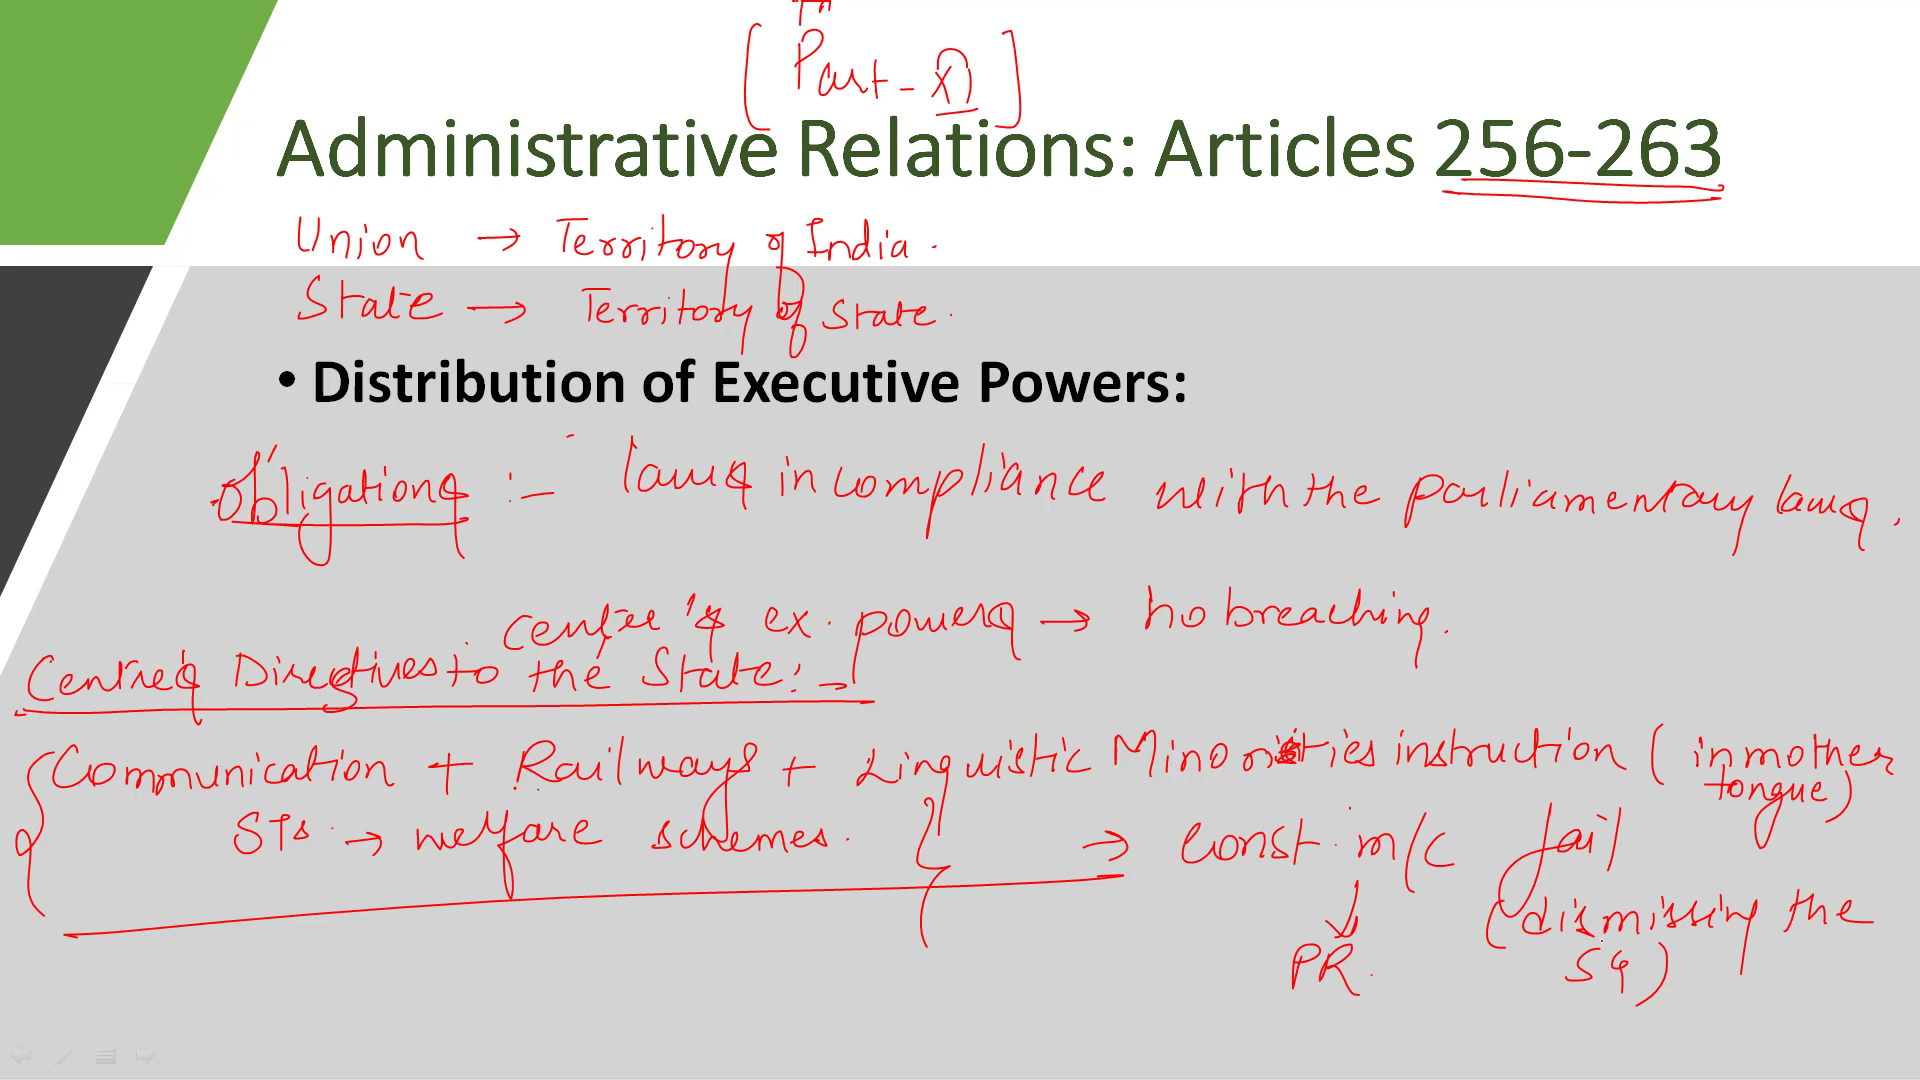 [ Part - XI ]
Administrative Relations: Articles 256-263
Union → Territory of India.
State → Territory of State.
• Distribution of Executive Powers:
Obligations :- laws in compliance with the parliamentary laws.
centre's ex. powers → no breaching.
Centre's Directives to the State:-
Communication + Railways + Linguistic Minorities instruction (in mother tongue)
STs → welfare schemes.
→ const. m/c fail
(dismissing the SG)
PR.